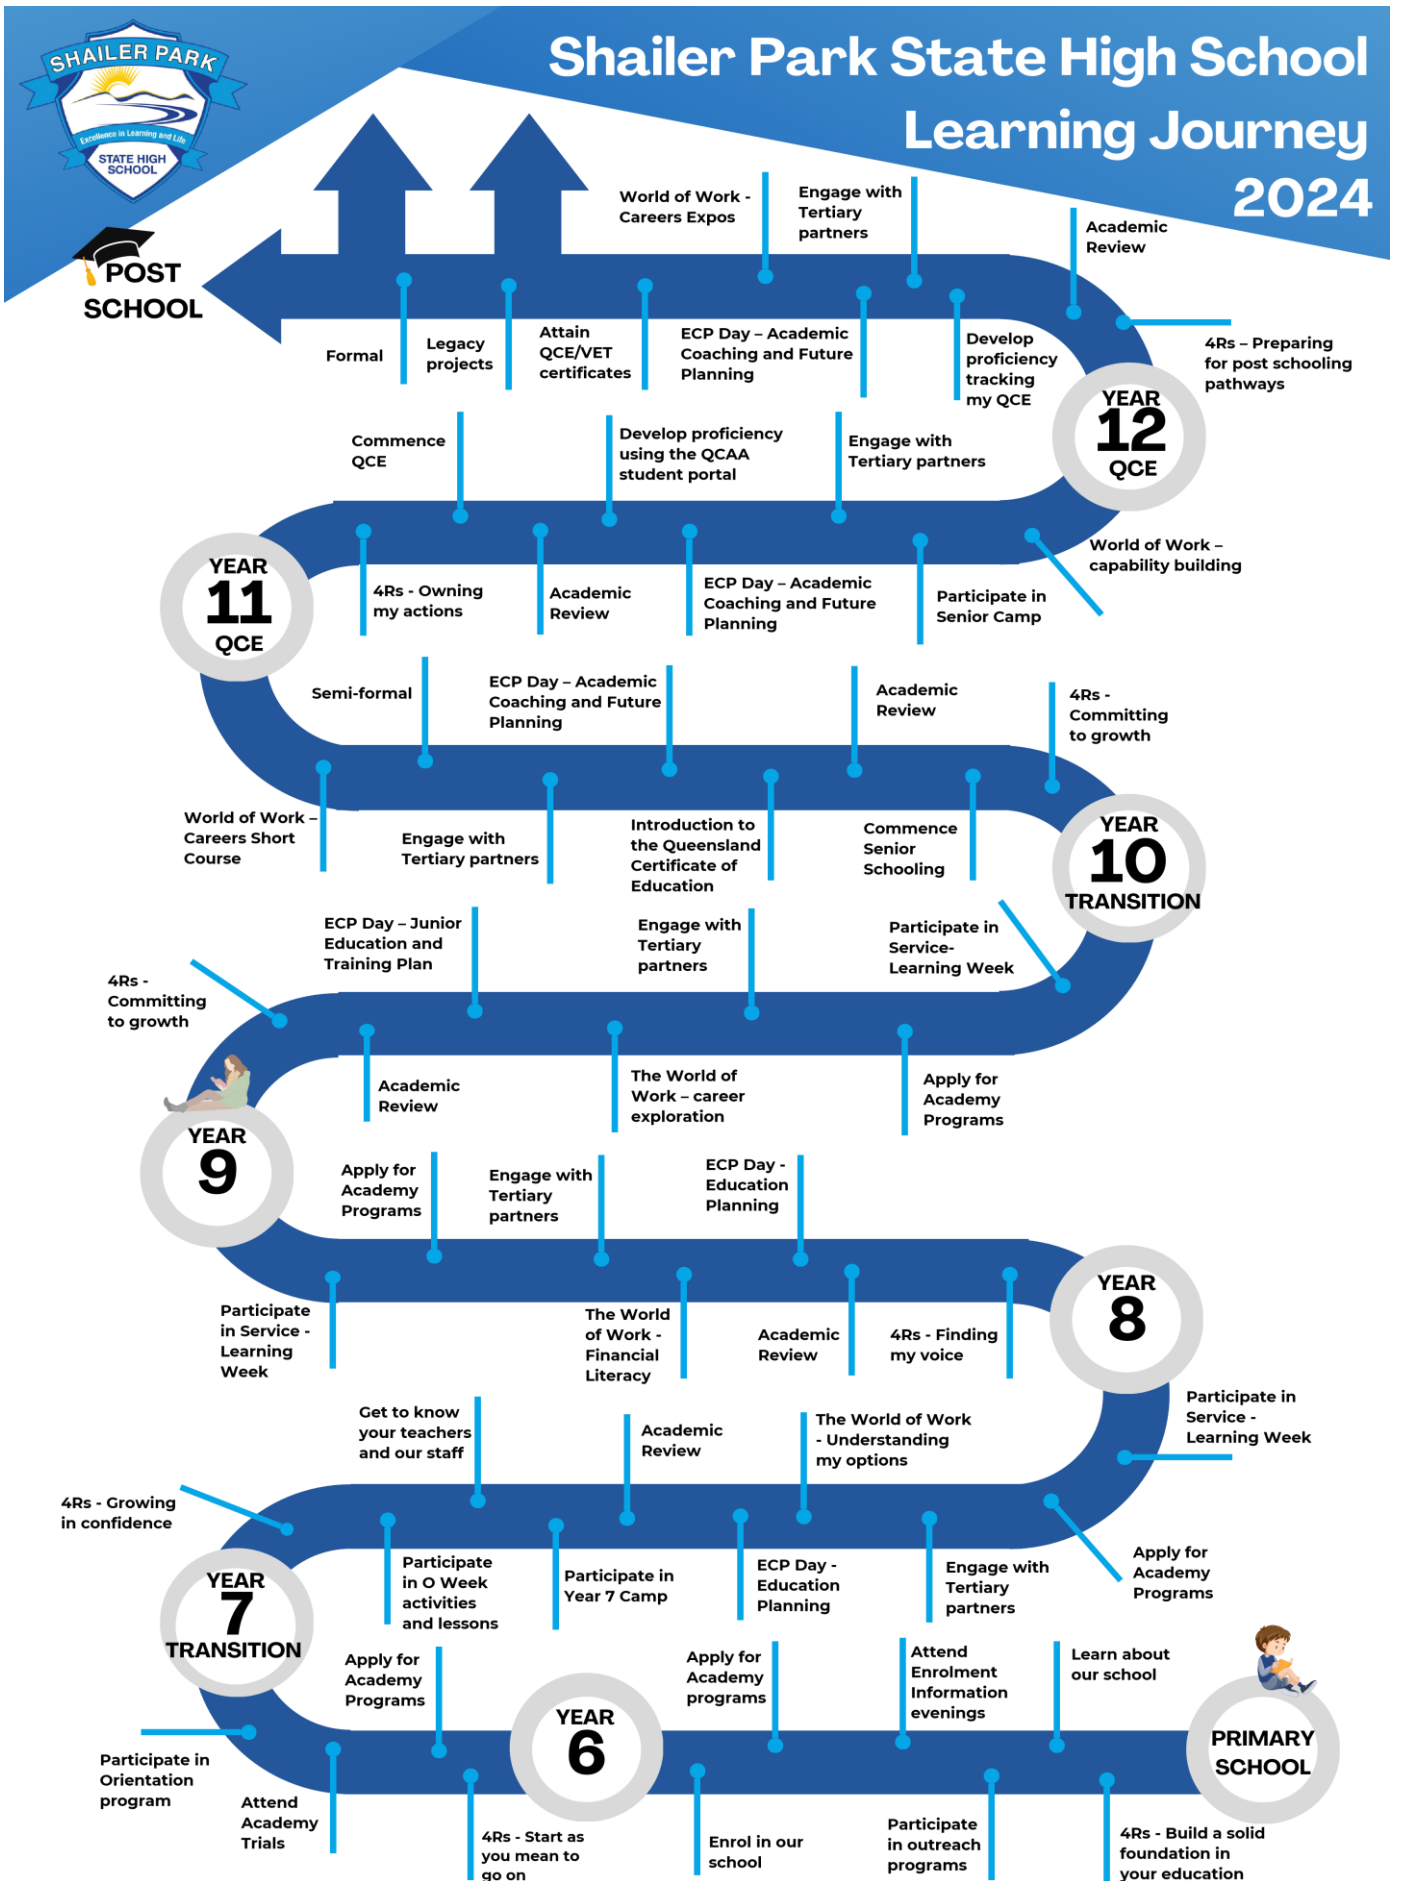 SHAILER PARK
Excellence in Learning and Life
STATE HIGH
SCHOOL
Shailer Park State High School
Learning Journey
2024
POST
SCHOOL
World of Work -
Careers Expos
Engage with
Tertiary
partners
Academic
Review
Formal
Legacy
projects
Attain
QCE/VET
certificates
ECP Day – Academic
Coaching and Future
Planning
Develop
proficiency
tracking
my QCE
4Rs – Preparing
for post schooling
pathways
YEAR
12
QCE
Commence
QCE
Develop proficiency
using the QCAA
student portal
Engage with
Tertiary partners
World of Work –
capability building
YEAR
11
QCE
4Rs - Owning
my actions
Academic
Review
ECP Day – Academic
Coaching and Future
Planning
Participate in
Senior Camp
Semi-formal
ECP Day – Academic
Coaching and Future
Planning
Academic
Review
4Rs -
Committing
to growth
World of Work –
Careers Short
Course
Engage with
Tertiary partners
Introduction to
the Queensland
Certificate of
Education
Commence
Senior
Schooling
YEAR
10
TRANSITION
4Rs -
Committing
to growth
ECP Day – Junior
Education and
Training Plan
Engage with
Tertiary
partners
Participate in
Service-
Learning Week
Academic
Review
The World of
Work – career
exploration
Apply for
Academy
Programs
YEAR
9
Apply for
Academy
Programs
Engage with
Tertiary
partners
ECP Day -
Education
Planning
Participate
in Service -
Learning
Week
The World
of Work -
Financial
Literacy
Academic
Review
4Rs - Finding
my voice
YEAR
8
4Rs - Growing
in confidence
Get to know
your teachers
and our staff
Academic
Review
The World of Work
- Understanding
my options
Participate in
Service -
Learning Week
YEAR
7
TRANSITION
Participate
in O Week
activities
and lessons
Participate in
Year 7 Camp
ECP Day -
Education
Planning
Engage with
Tertiary
partners
Apply for
Academy
Programs
Apply for
Academy
Programs
YEAR
6
Apply for
Academy
programs
Attend
Enrolment
Information
evenings
Learn about
our school
PRIMARY
SCHOOL
Participate in
Orientation
program
Attend
Academy
Trials
4Rs - Start as
you mean to
go on
Enrol in our
school
Participate
in outreach
programs
4Rs - Build a solid
foundation in
your education